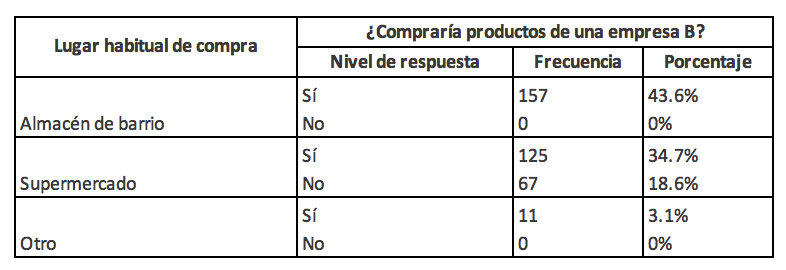 Lugar habitual de compra
¿Compraría productos de una empresa B?
Nivel de respuesta Frecuencia Porcentaje
Sí 157 43.6%
Almacén de barrio No 0 0%
Sí 125 34.7%
Supermercado No 67 18.6%
Sí 11 3.1%
Otro No 0 0%